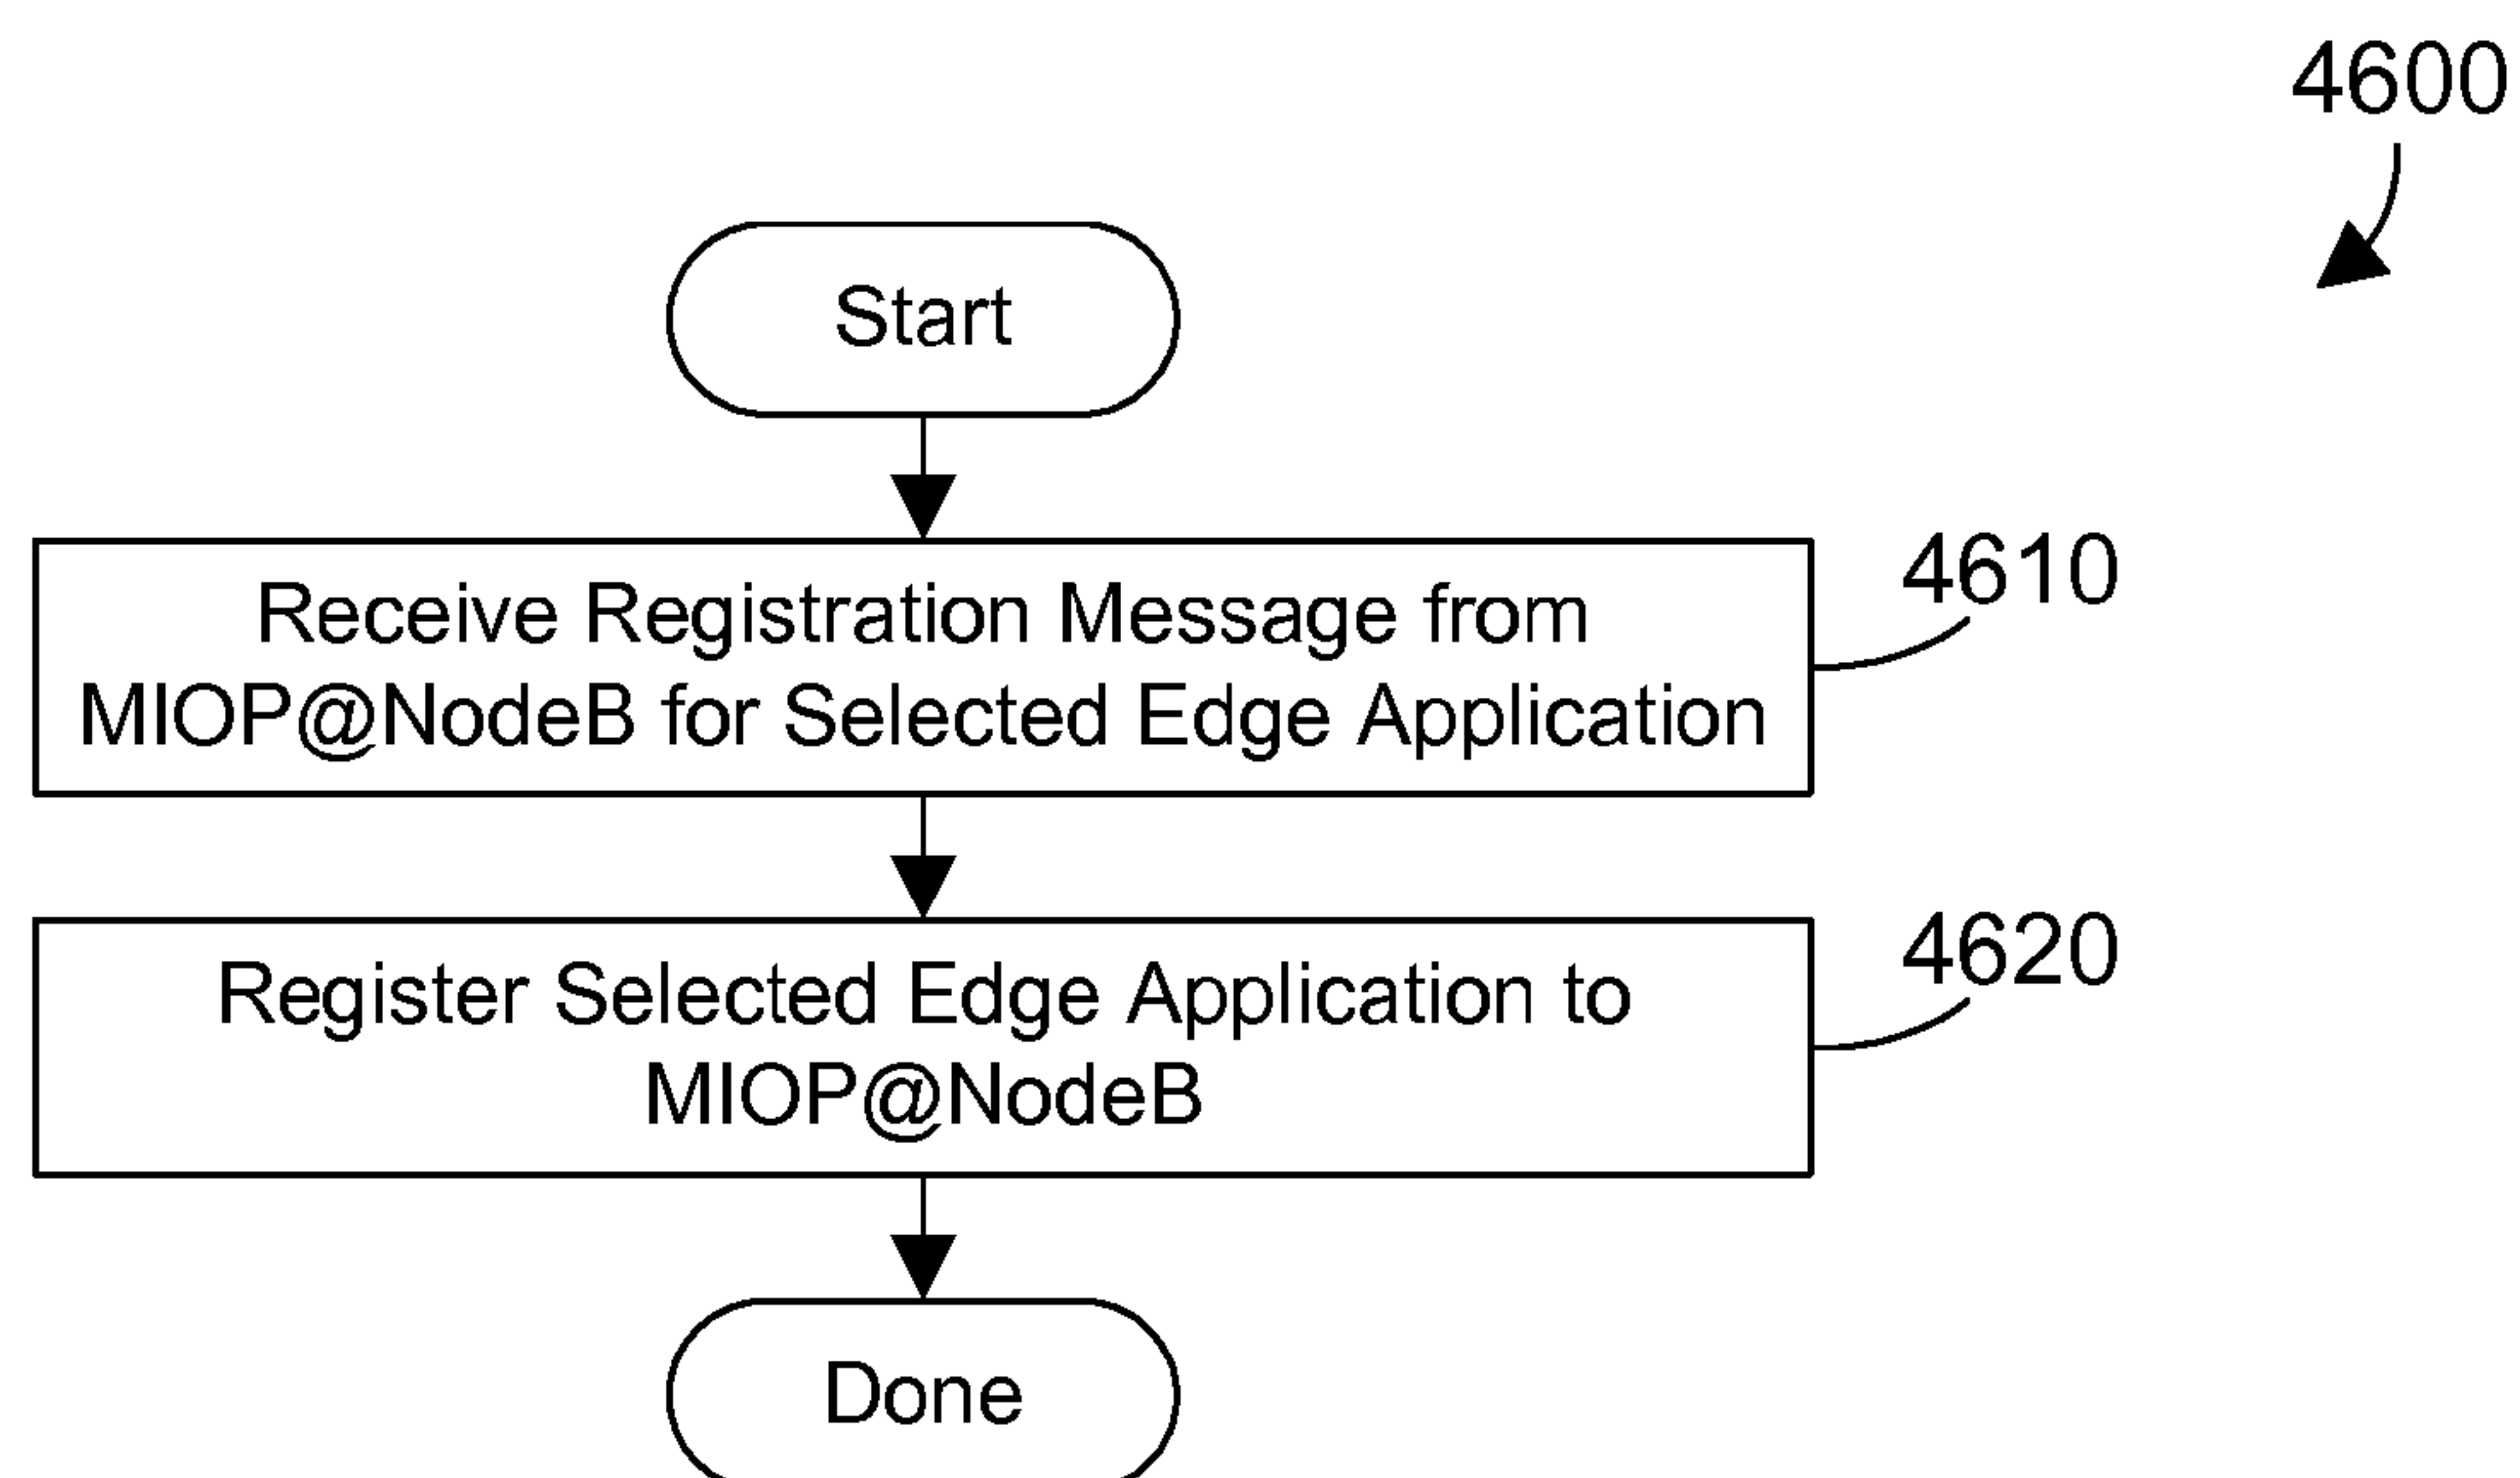 4600
Start
Receive Registration Message from
MIOP@NodeB for Selected Edge Application
4610
Register Selected Edge Application to
MIOP@NodeB
4620
Done